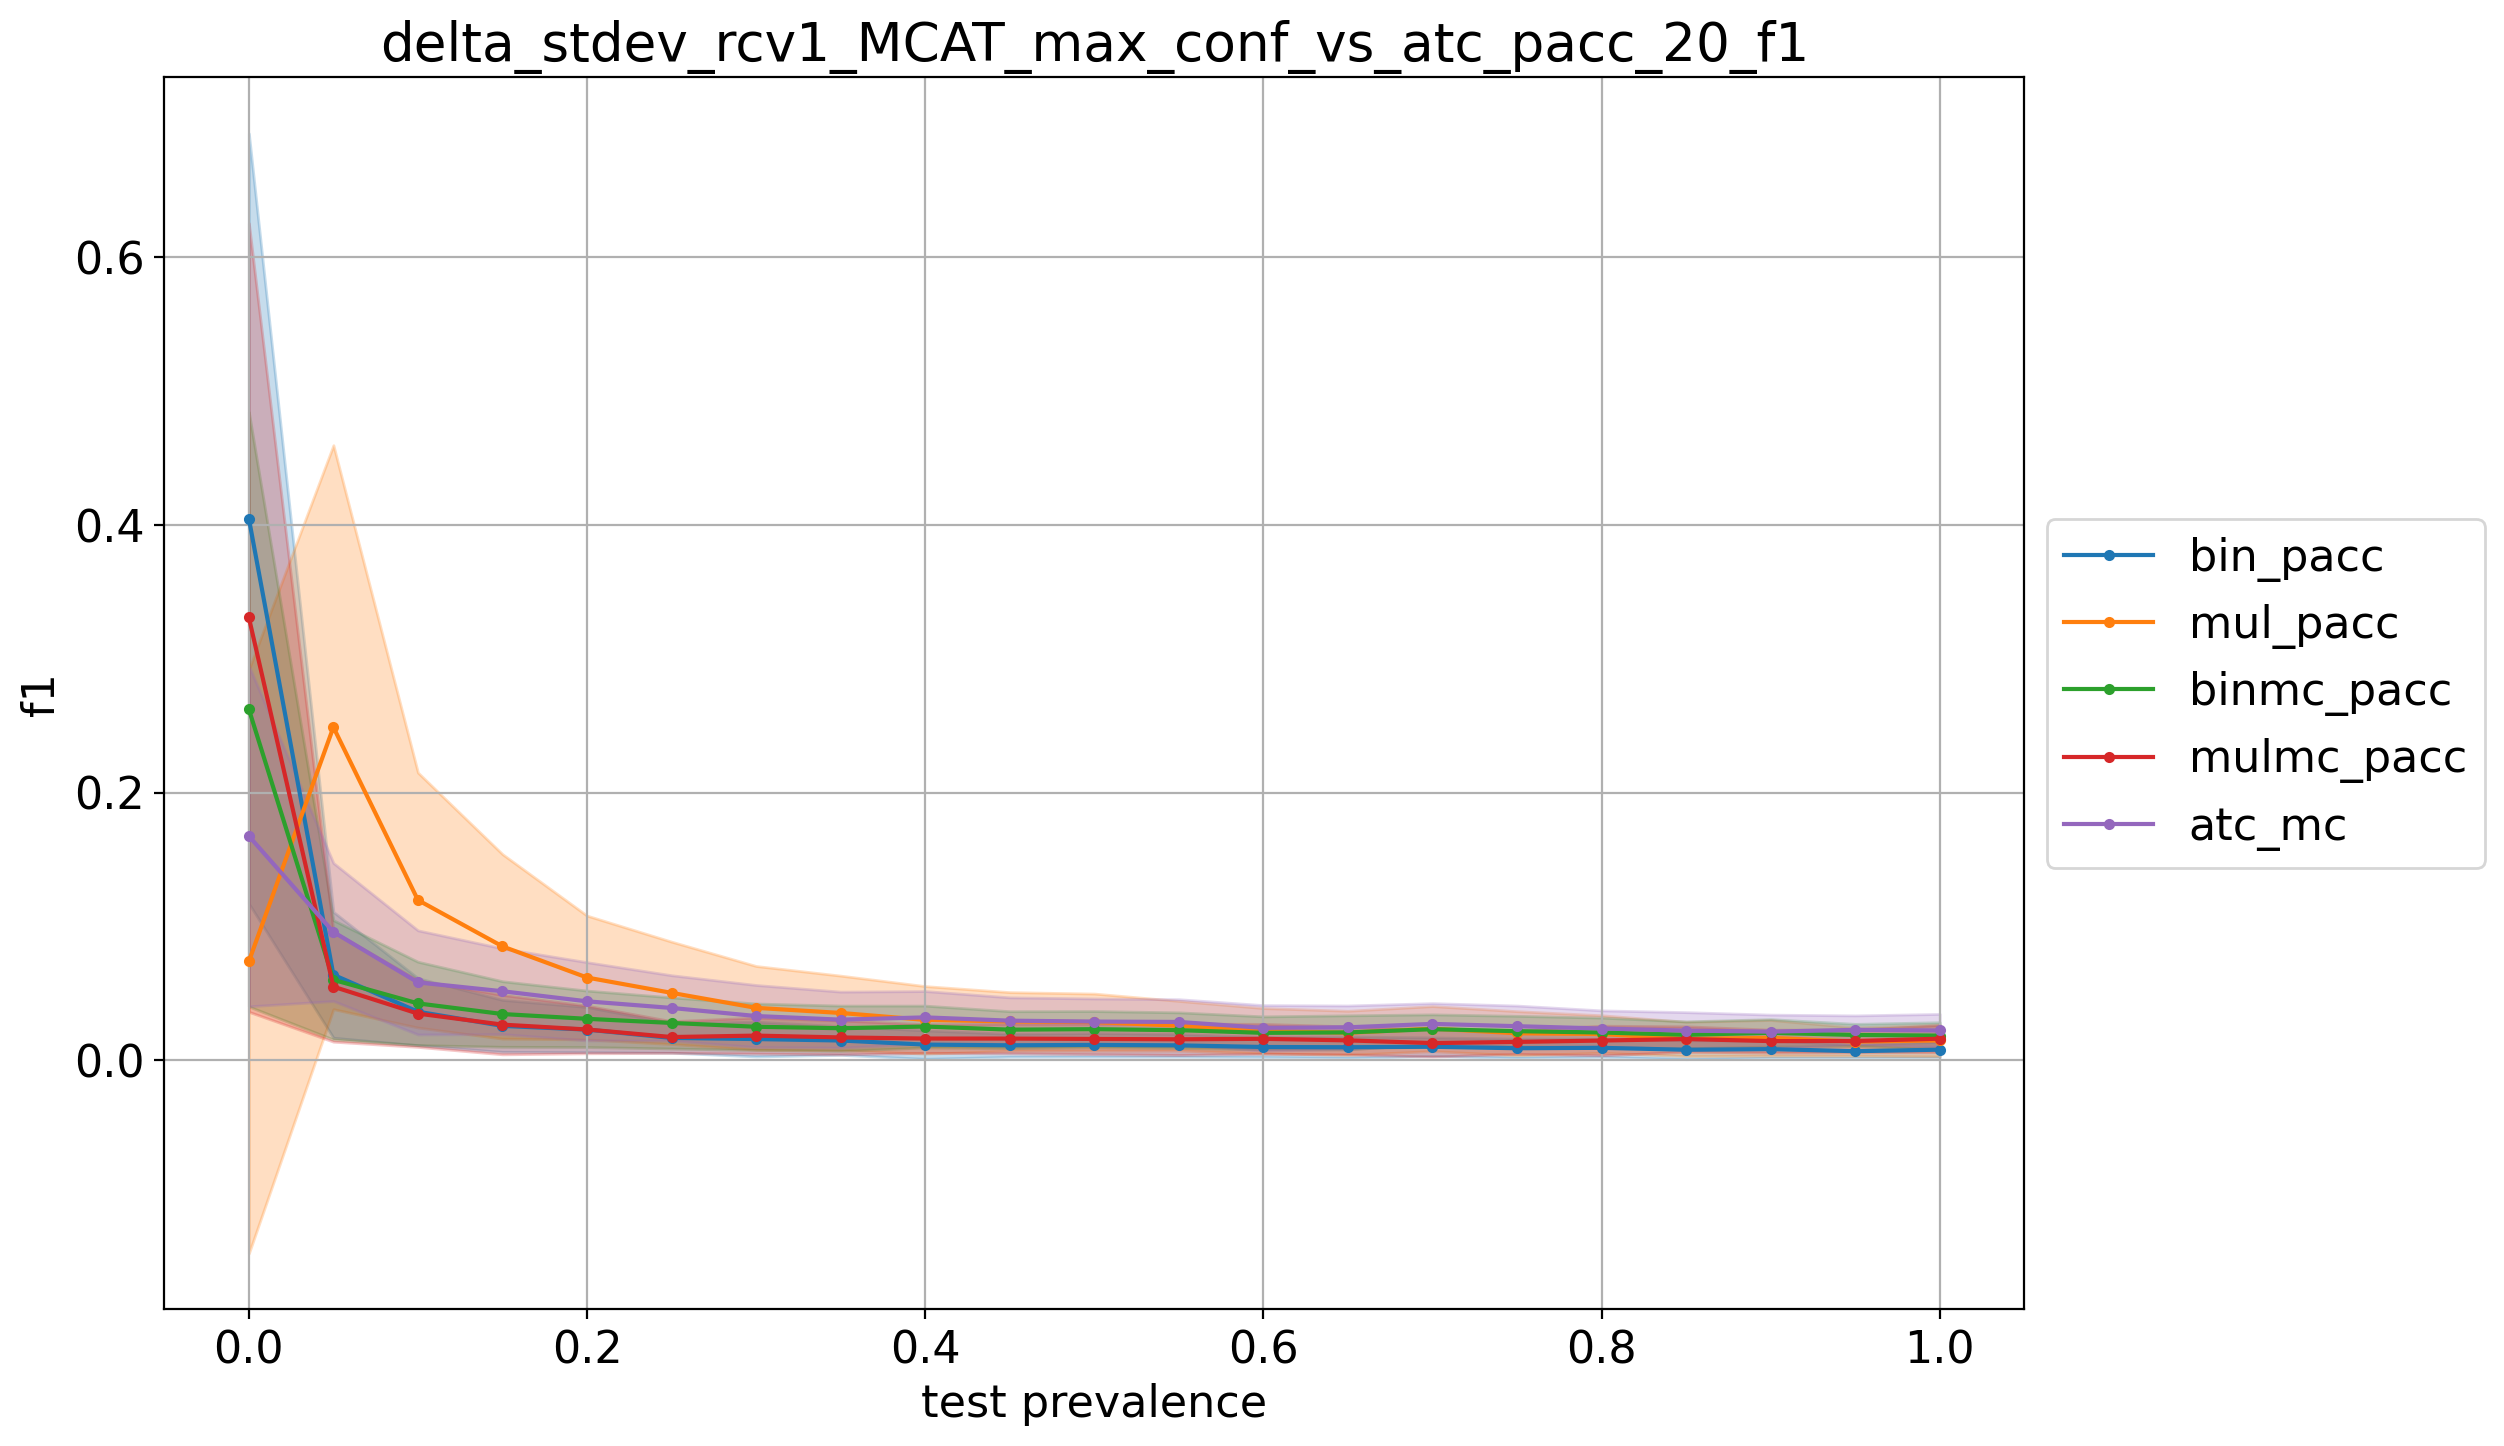 delta_stdev_rcv1_MCAT_max_conf_vs_atc_pacc_20_f1
f1
0.6
0.4
0.2
0.0
0.0 0.2 0.4 0.6 0.8 1.0
test prevalence
bin_pacc
mul_pacc
binmc_pacc
mulmc_pacc
atc_mc